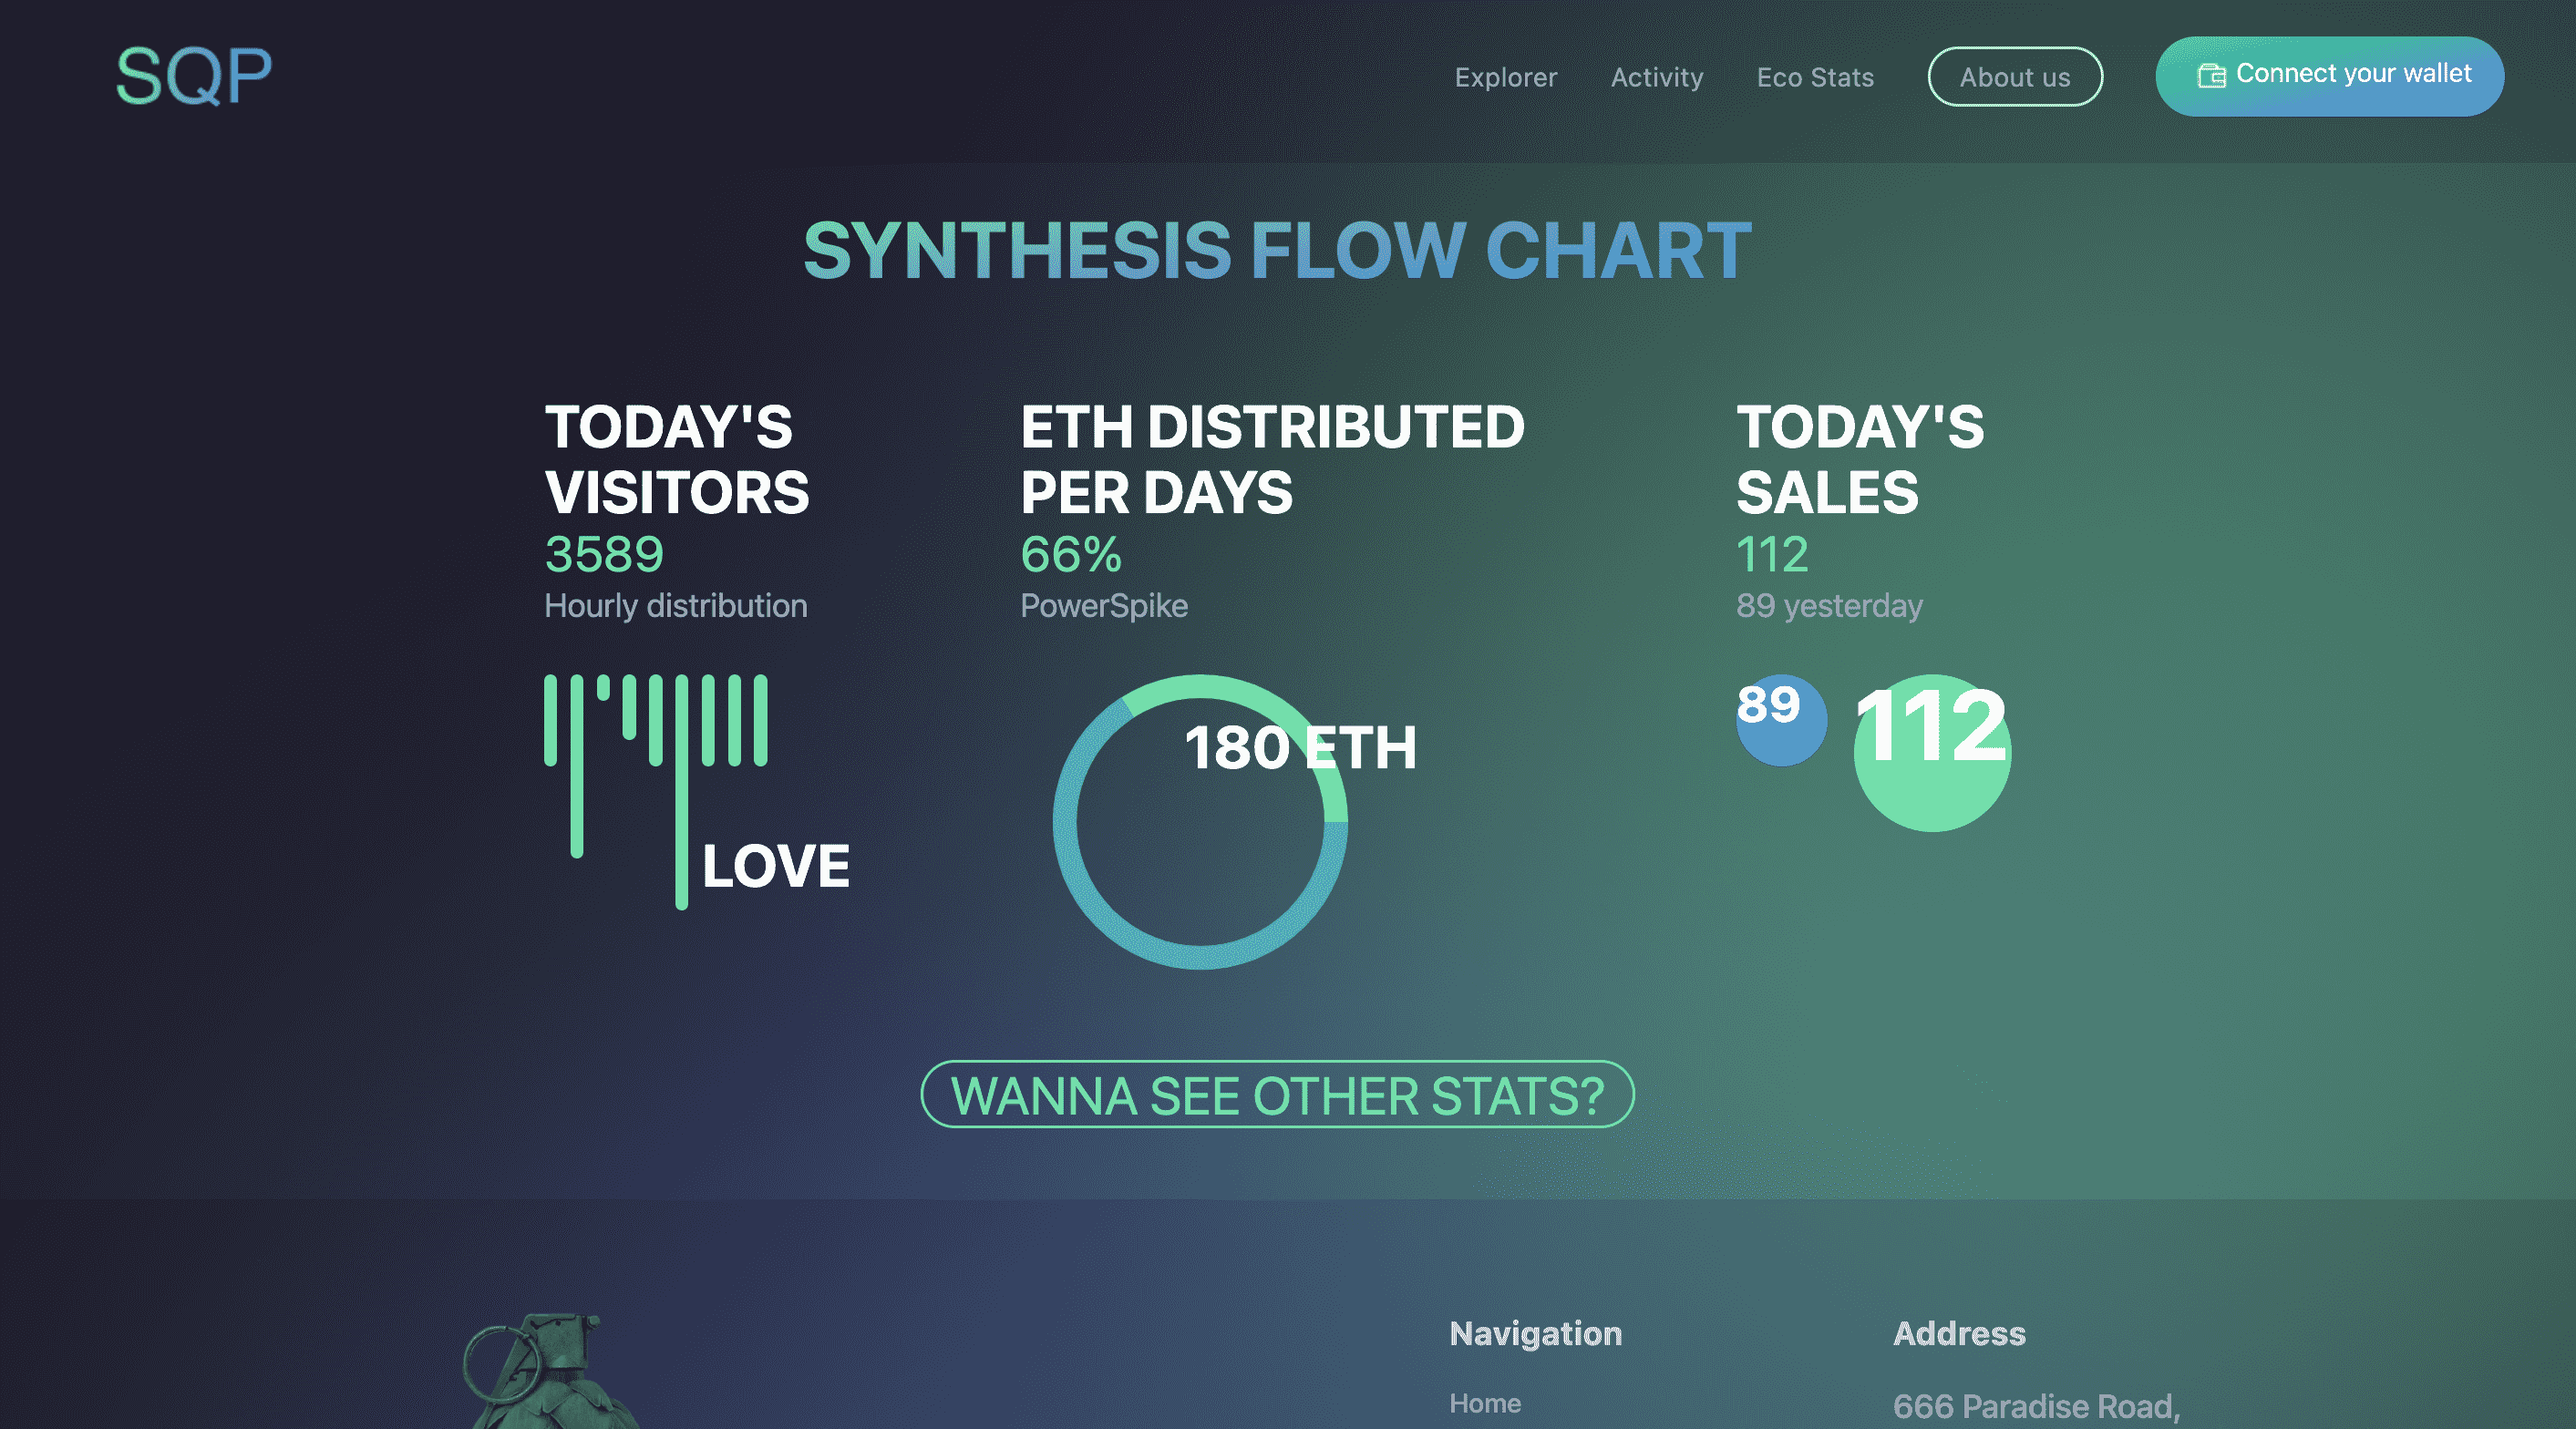 SQP
Explorer
Activity
Eco Stats
About us
Connect your wallet
SYNTHESIS FLOW CHART
TODAY'S
VISITORS
3589
Hourly distribution
LOVE
ETH DISTRIBUTED
PER DAYS
66%
PowerSpike
180 ETH
TODAY'S
SALES
112
89 yesterday
89
112
WANNA SEE OTHER STATS?
Navigation
Home
Address
666 Paradise Road,